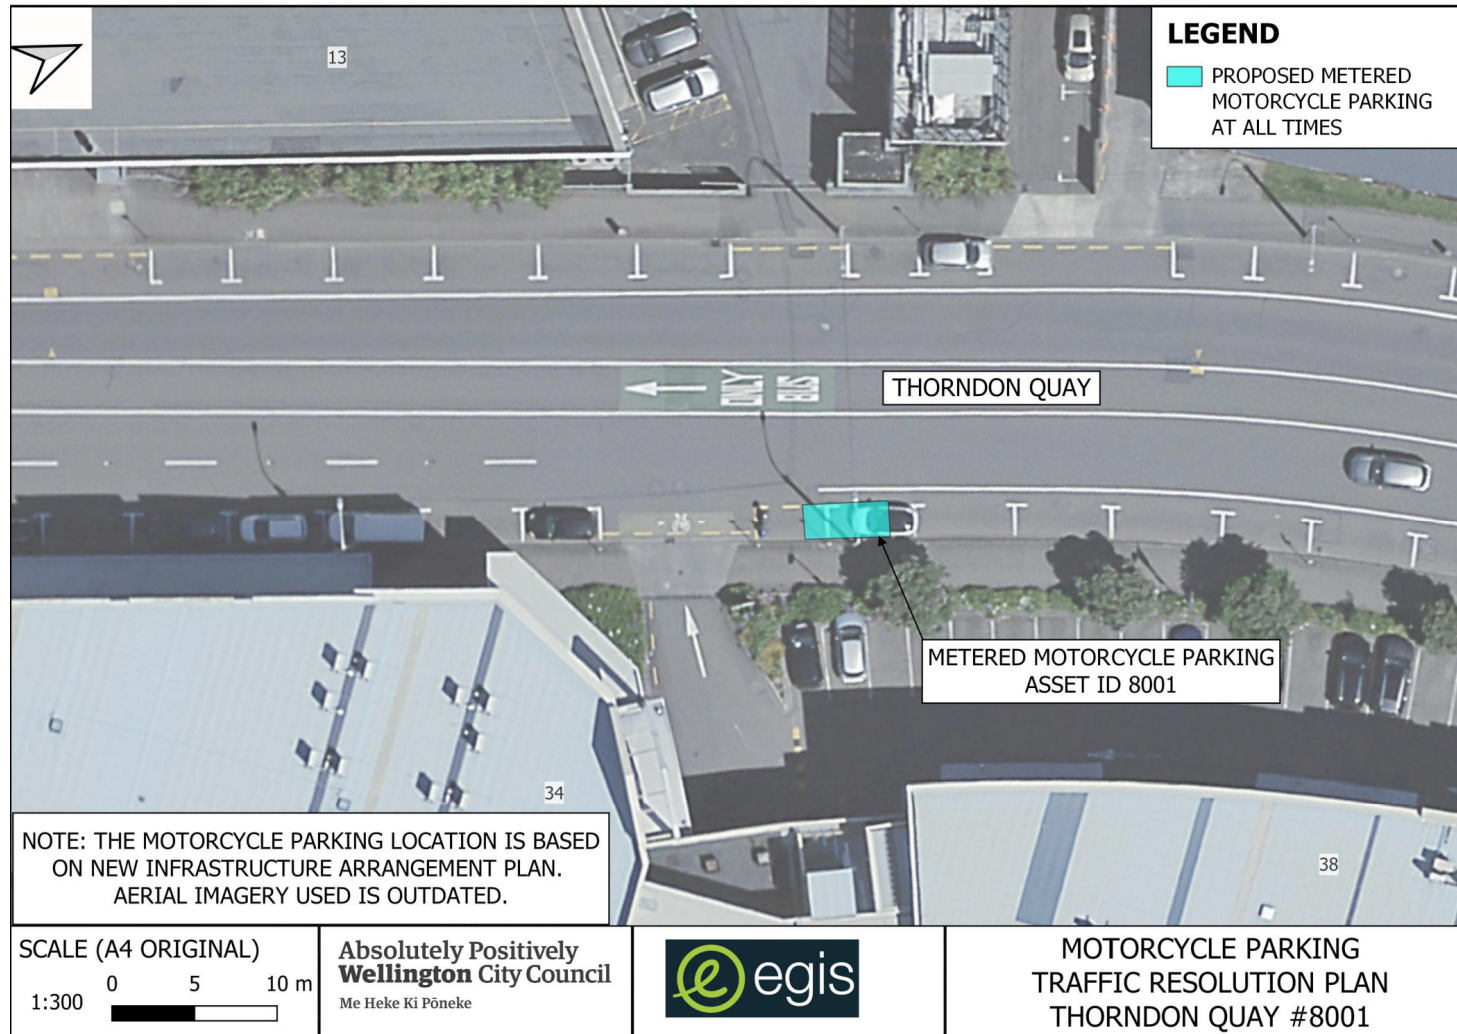 13
LEGEND
PROPOSED METERED
MOTORCYCLE PARKING
AT ALL TIMES
THORNDON QUAY
ONLY
BUS
METERED MOTORCYCLE PARKING
ASSET ID 8001
34
38
NOTE: THE MOTORCYCLE PARKING LOCATION IS BASED
ON NEW INFRASTRUCTURE ARRANGEMENT PLAN.
AERIAL IMAGERY USED IS OUTDATED.
SCALE (A4 ORIGINAL)
0 5 10 m
1:300
Absolutely Positively
Wellington City Council
Me Heke Ki Pōneke
e egis
MOTORCYCLE PARKING
TRAFFIC RESOLUTION PLAN
THORNDON QUAY #8001